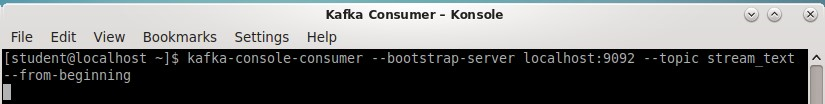 Kafka Consumer – Konsole
File Edit View Bookmarks Settings Help
[student@localhost ~]$ kafka-console-consumer --bootstrap-server localhost:9092 --topic stream_text
--from-beginning